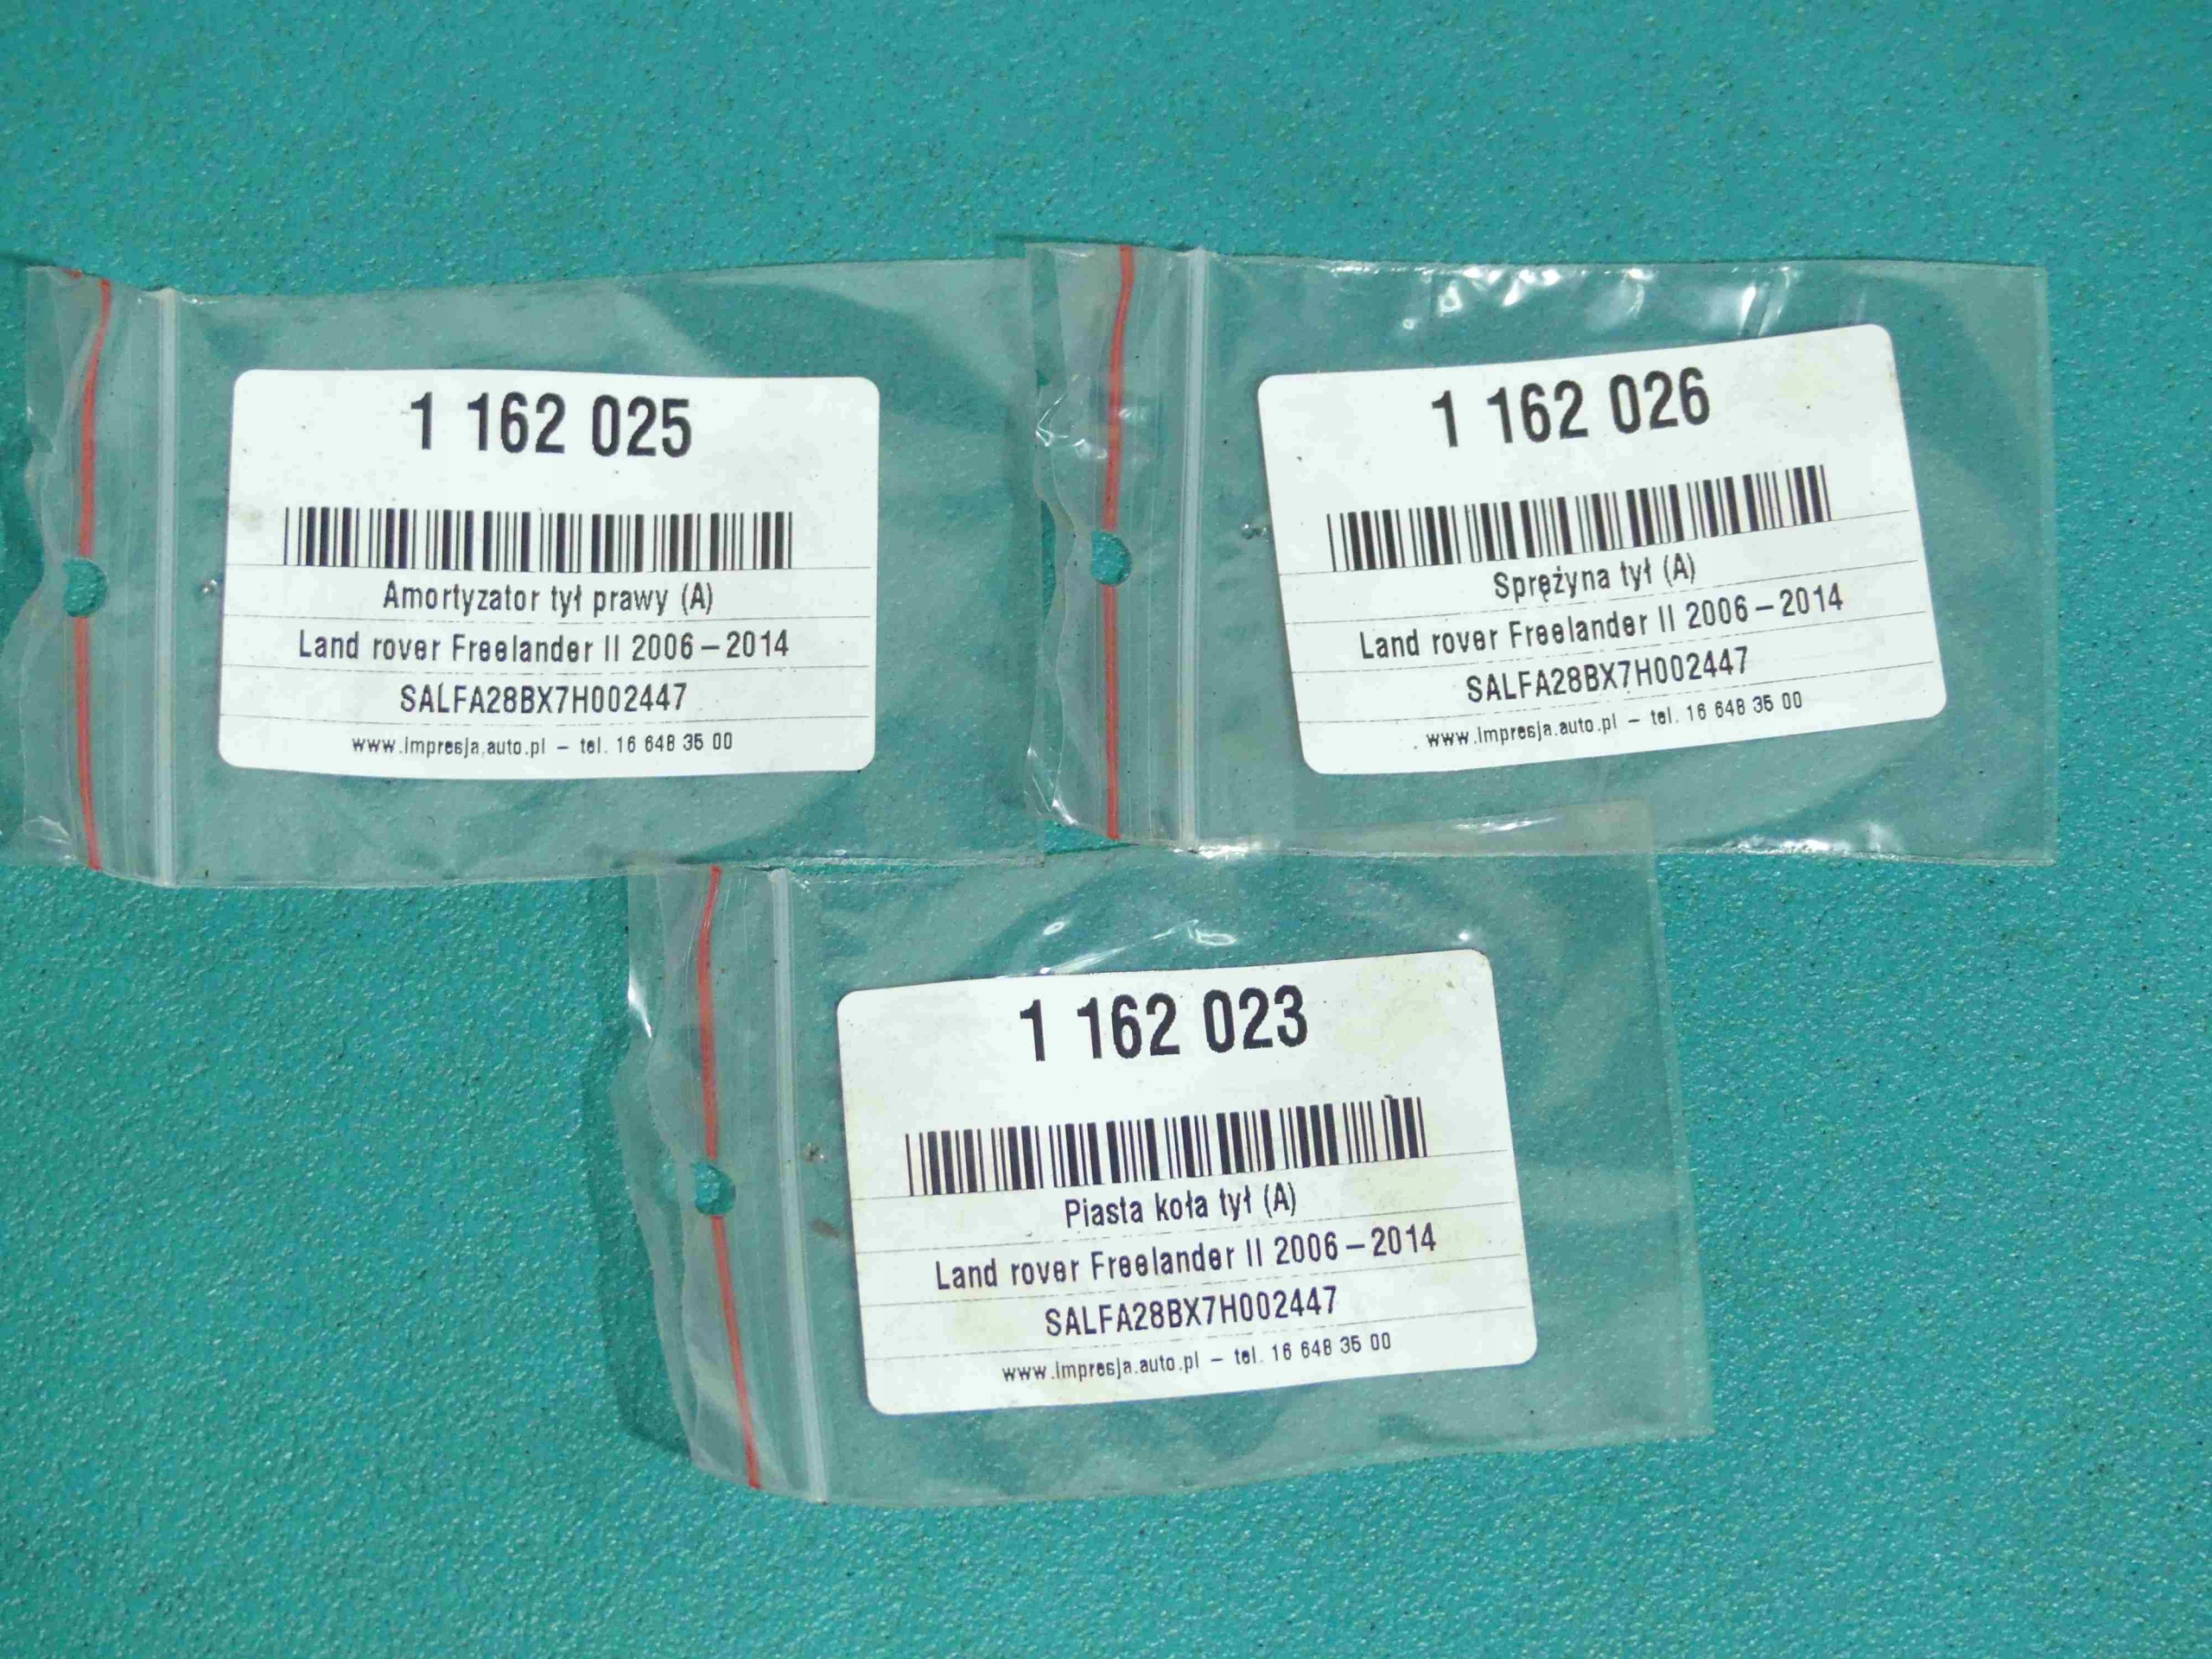 1 162 025
Amortyzator tył prawy (A)
Land rover Freelander II 2006–2014
SALFA28BX7H002447
www.impresja.auto.pl – tel. 16 648 35 00
1 162 026
Sprężyna tył (A)
Land rover Freelander II 2006–2014
SALFA28BX7H002447
www.impresja.auto.pl – tel. 16 648 35 00
1 162 023
Piasta koła tył (A)
Land rover Freelander II 2006–2014
SALFA28BX7H002447
www.impresja.auto.pl – tel. 16 648 35 00